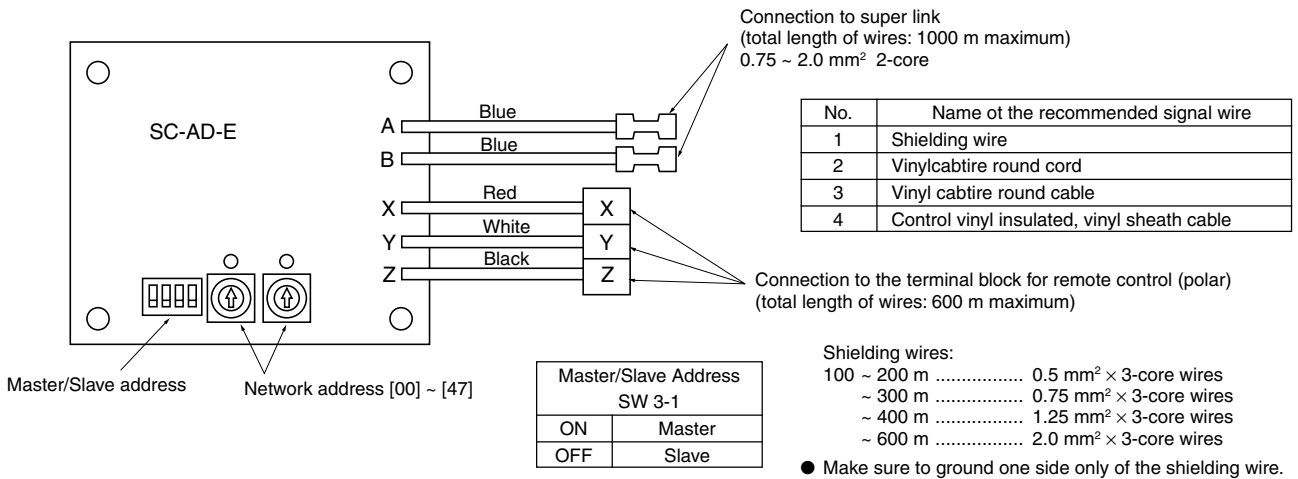 Connection to super link
(total length of wires: 1000 m maximum)
0.75 ~ 2.0 mm² 2-core
SC-AD-E
A Blue
B Blue
X Red X
Y White Y
Z Black Z
No. Name ot the recommended signal wire
1 Shielding wire
2 Vinylcabtire round cord
3 Vinyl cabtire round cable
4 Control vinyl insulated, vinyl sheath cable
Connection to the terminal block for remote control (polar)
(total length of wires: 600 m maximum)
Master/Slave address
Network address [00] ~ [47]
Master/Slave Address
SW 3-1
ON Master
OFF Slave
Shielding wires:
100 ~ 200 m ................. 0.5 mm² × 3-core wires
~ 300 m ................. 0.75 mm² × 3-core wires
~ 400 m ................. 1.25 mm² × 3-core wires
~ 600 m ................. 2.0 mm² × 3-core wires
● Make sure to ground one side only of the shielding wire.